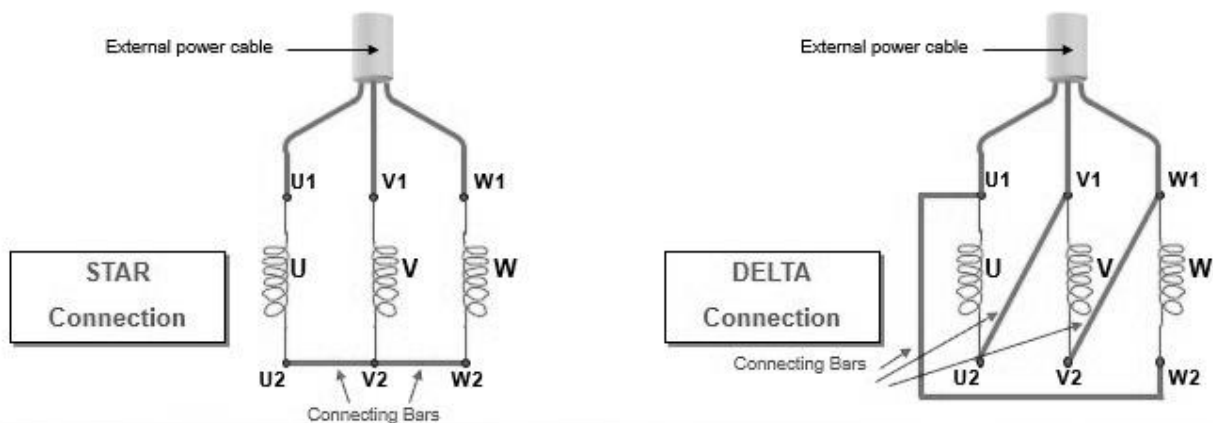 External power cable
U1
V1
W1
U
V
W
STAR
Connection
U2
V2
W2
Connecting Bars
External power cable
U1
V1
W1
U
V
W
DELTA
Connection
Connecting Bars
U2
V2
W2